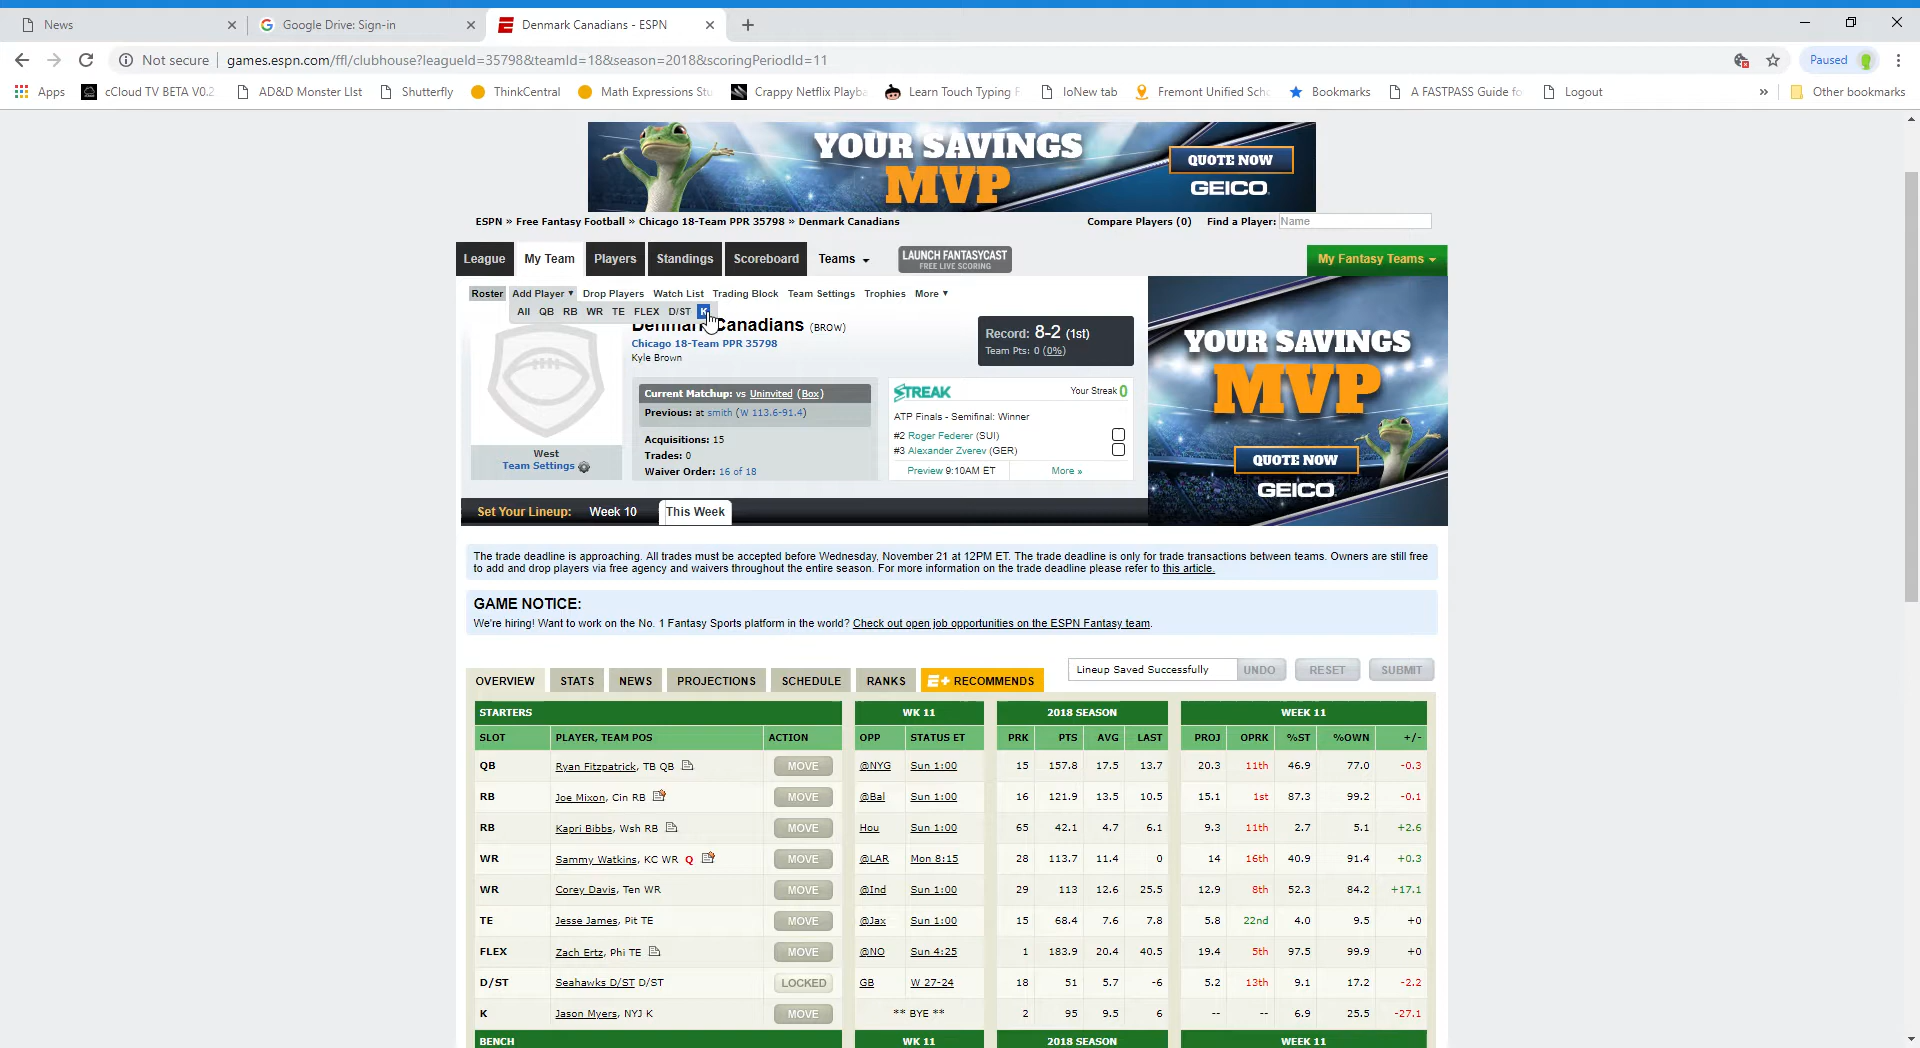 News
Google Drive: Sign-in
Denmark Canadians - ESPN
Not secure
games.espn.com/ffl/clubhouse?leagueId=35798&teamId=18&season=2018&scoringPeriodId=11
Paused
Apps
cCloud TV BETA V0.2
AD&D Monster LIst
Shutterfly
ThinkCentral
Math Expressions Stu
Crappy Netflix Playba
Learn Touch Typing F
IoNew tab
Fremont Unified Scho
Bookmarks
A FASTPASS Guide fo
Logout
»
Other bookmarks
YOUR SAVINGS
MVP
QUOTE NOW
GEICO
ESPN » Free Fantasy Football » Chicago 18-Team PPR 35798 » Denmark Canadians
Compare Players (0)
Find a Player: Name
League
My Team
Players
Standings
Scoreboard
Teams
LAUNCH FANTASYCAST
FREE LIVE SCORING
My Fantasy Teams
Roster Add Player Drop Players Watch List Trading Block Team Settings Trophies More
All QB RB WR TE FLEX D/ST K
Denmark Canadians (BROW)
Chicago 18-Team PPR 35798
Kyle Brown
Record: 8-2 (1st)
Team Pts: 0 (0%)
West
Team Settings
Current Matchup: vs Uninvited (Box)
Previous: at smith (W 113.6-91.4)
Acquisitions: 15
Trades: 0
Waiver Order: 16 of 18
STREAK
Your Streak 0
ATP Finals - Semifinal: Winner
#2 Roger Federer (SUI)
#3 Alexander Zverev (GER)
Preview 9:10AM ET
More »
YOUR SAVINGS
MVP
QUOTE NOW
GEICO
Set Your Lineup: Week 10 This Week
The trade deadline is approaching. All trades must be accepted before Wednesday, November 21 at 12PM ET. The trade deadline is only for trade transactions between teams. Owners are still free
to add and drop players via free agency and waivers throughout the entire season. For more information on the trade deadline please refer to this article.
GAME NOTICE:
We're hiring! Want to work on the No. 1 Fantasy Sports platform in the world? Check out open job opportunities on the ESPN Fantasy team.
OVERVIEW STATS NEWS PROJECTIONS SCHEDULE RANKS E+ RECOMMENDS
Lineup Saved Successfully UNDO RESET SUBMIT
STARTERS WK 11 2018 SEASON WEEK 11
SLOT PLAYER, TEAM POS ACTION OPP STATUS ET PRK PTS AVG LAST PROJ OPRK %ST %OWN +/-
QB Ryan Fitzpatrick, TB QB MOVE @NYG Sun 1:00 15 157.8 17.5 13.7 20.3 11th 46.9 77.0 -0.3
RB Joe Mixon, Cin RB MOVE @Bal Sun 1:00 16 121.9 13.5 10.5 15.1 1st 87.3 99.2 -0.1
RB Kapri Bibbs, Wsh RB MOVE Hou Sun 1:00 65 42.1 4.7 6.1 9.3 11th 2.7 5.1 +2.6
WR Sammy Watkins, KC WR Q MOVE @LAR Mon 8:15 28 113.7 11.4 0 14 16th 40.9 91.4 +0.3
WR Corey Davis, Ten WR MOVE @Ind Sun 1:00 29 113 12.6 25.5 12.9 8th 52.3 84.2 +17.1
TE Jesse James, Pit TE MOVE @Jax Sun 1:00 15 68.4 7.6 7.8 5.8 22nd 4.0 9.5 +0
FLEX Zach Ertz, Phi TE MOVE @NO Sun 4:25 1 183.9 20.4 40.5 19.4 5th 97.5 99.9 +0
D/ST Seahawks D/ST D/ST LOCKED GB W 27-24 18 51 5.7 -6 5.2 13th 9.1 17.2 -2.2
K Jason Myers, NYJ K MOVE ** BYE ** 2 95 9.5 6 -- -- 6.9 25.5 -27.1
BENCH WK 11 2018 SEASON WEEK 11